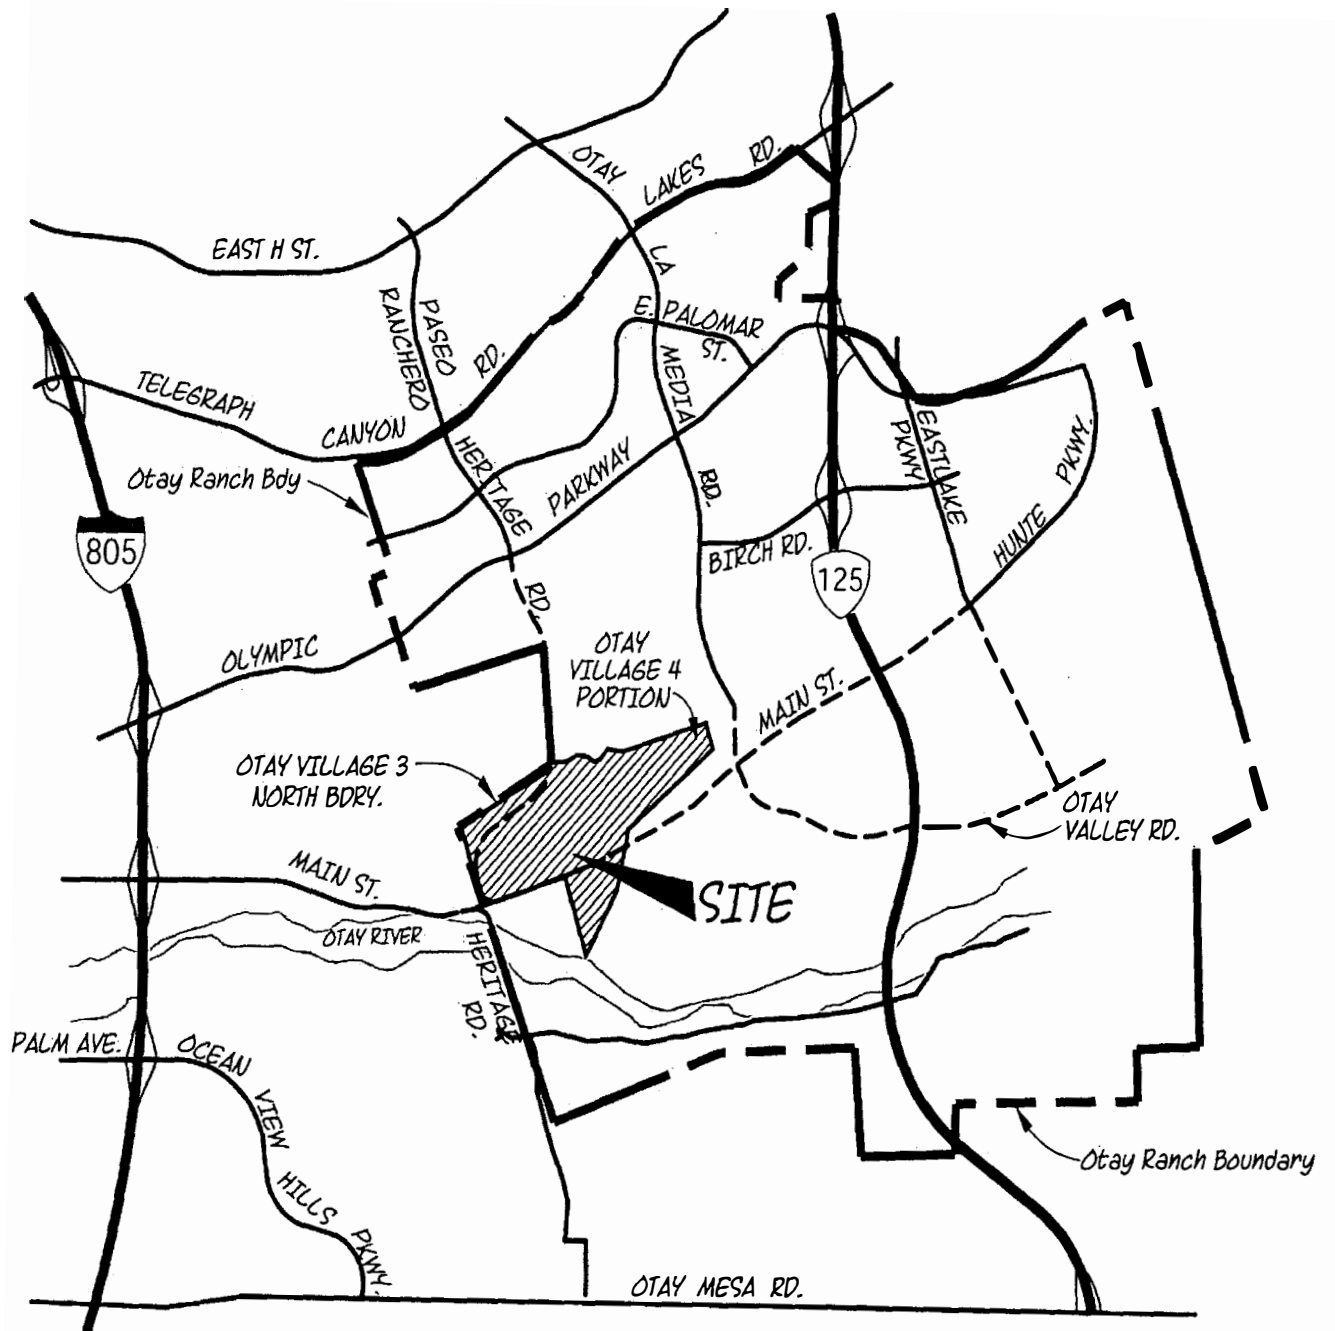 OTAY
LAKES
RD.
EAST H ST.
LA
MEDIA
RD.
E. PALOMAR
ST.
PASEO
RANCHERO
TELEGRAPH
CANYON
RD.
Otay Ranch Bdy
HERITAGE
RD.
PARKWAY
OLYMPIC
EASTLAKE
PKWY
HUNTE
PKWY.
BIRCH RD.
805
125
OTAY
VILLAGE 4
PORTION
MAIN ST.
OTAY VILLAGE 3
NORTH BDRY.
OTAY
VALLEY RD.
MAIN ST.
SITE
OTAY RIVER
HERITAGE
RD.
PALM AVE.
OCEAN
VIEW
HILLS
PKWY.
Otay Ranch Boundary
OTAY MESA RD.